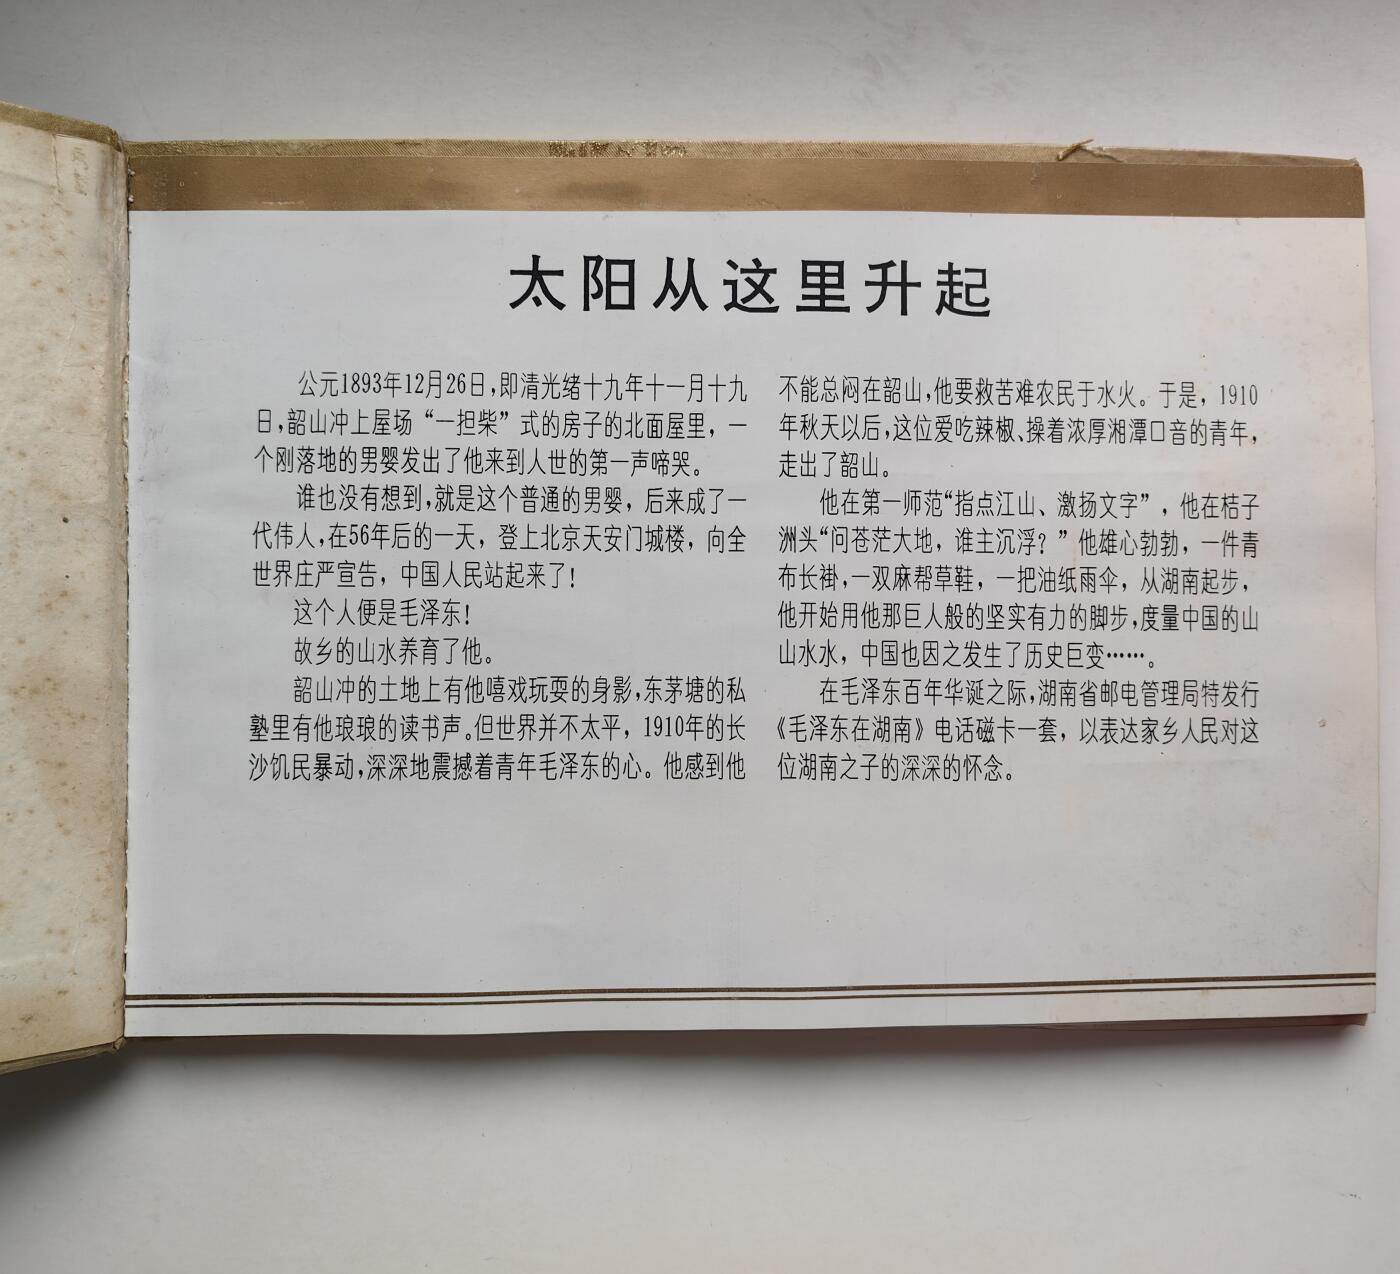 太阳从这里升起
公元1893年12月26日,即清光绪十九年十一月十九
日,韶山冲上屋场“一担柴”式的房子的北面屋里，一
个刚落地的男婴发出了他来到人世的第一声啼哭。
谁也没有想到,就是这个普通的男婴，后来成了一
代伟人,在56年后的一天，登上北京天安门城楼，向全
世界庄严宣告，中国人民站起来了!
这个人便是毛泽东!
故乡的山水养育了他。
韶山冲的土地上有他嘻戏玩耍的身影,东茅塘的私
塾里有他琅琅的读书声。但世界并不太平，1910年的长
沙饥民暴动,深深地震撼着青年毛泽东的心。他感到他
不能总闷在韶山,他要救苦难农民于水火。于是，1910
年秋天以后,这位爱吃辣椒、操着浓厚湘潭口音的青年,
走出了韶山。
他在第一师范“指点江山、激扬文字”，他在桔子
洲头“问苍茫大地，谁主沉浮？”他雄心勃勃，一件青
布长褂,一双麻帮草鞋，一把油纸雨伞，从湖南起步,
他开始用他那巨人般的坚实有力的脚步,度量中国的山
山水水，中国也因之发生了历史巨变……。
在毛泽东百年华诞之际,湖南省邮电管理局特发行
《毛泽东在湖南》电话磁卡一套，以表达家乡人民对这
位湖南之子的深深的怀念。